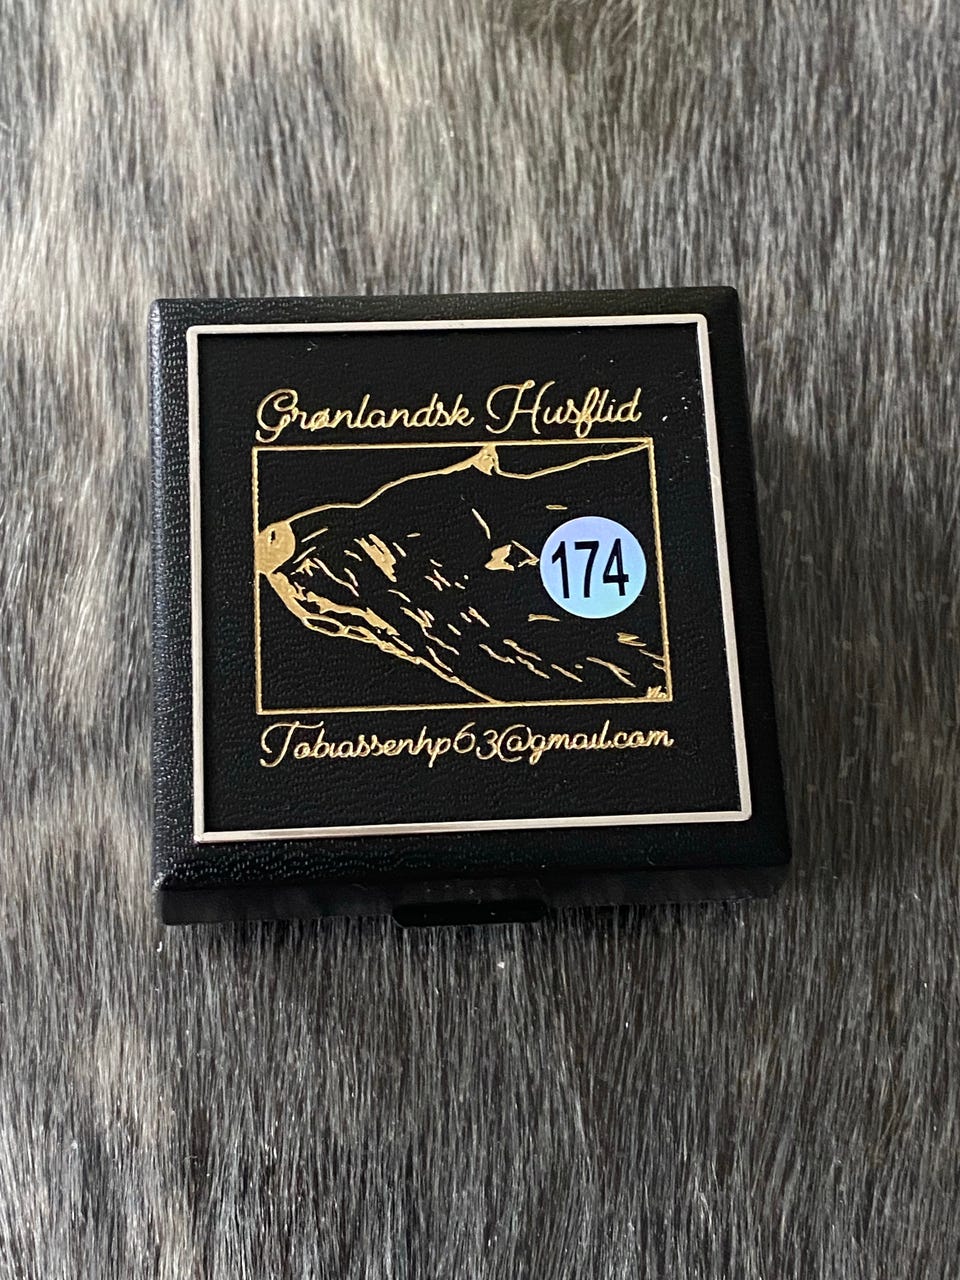 Grønlandsk Husflid
174
Tobiassenhp63@gmail.com